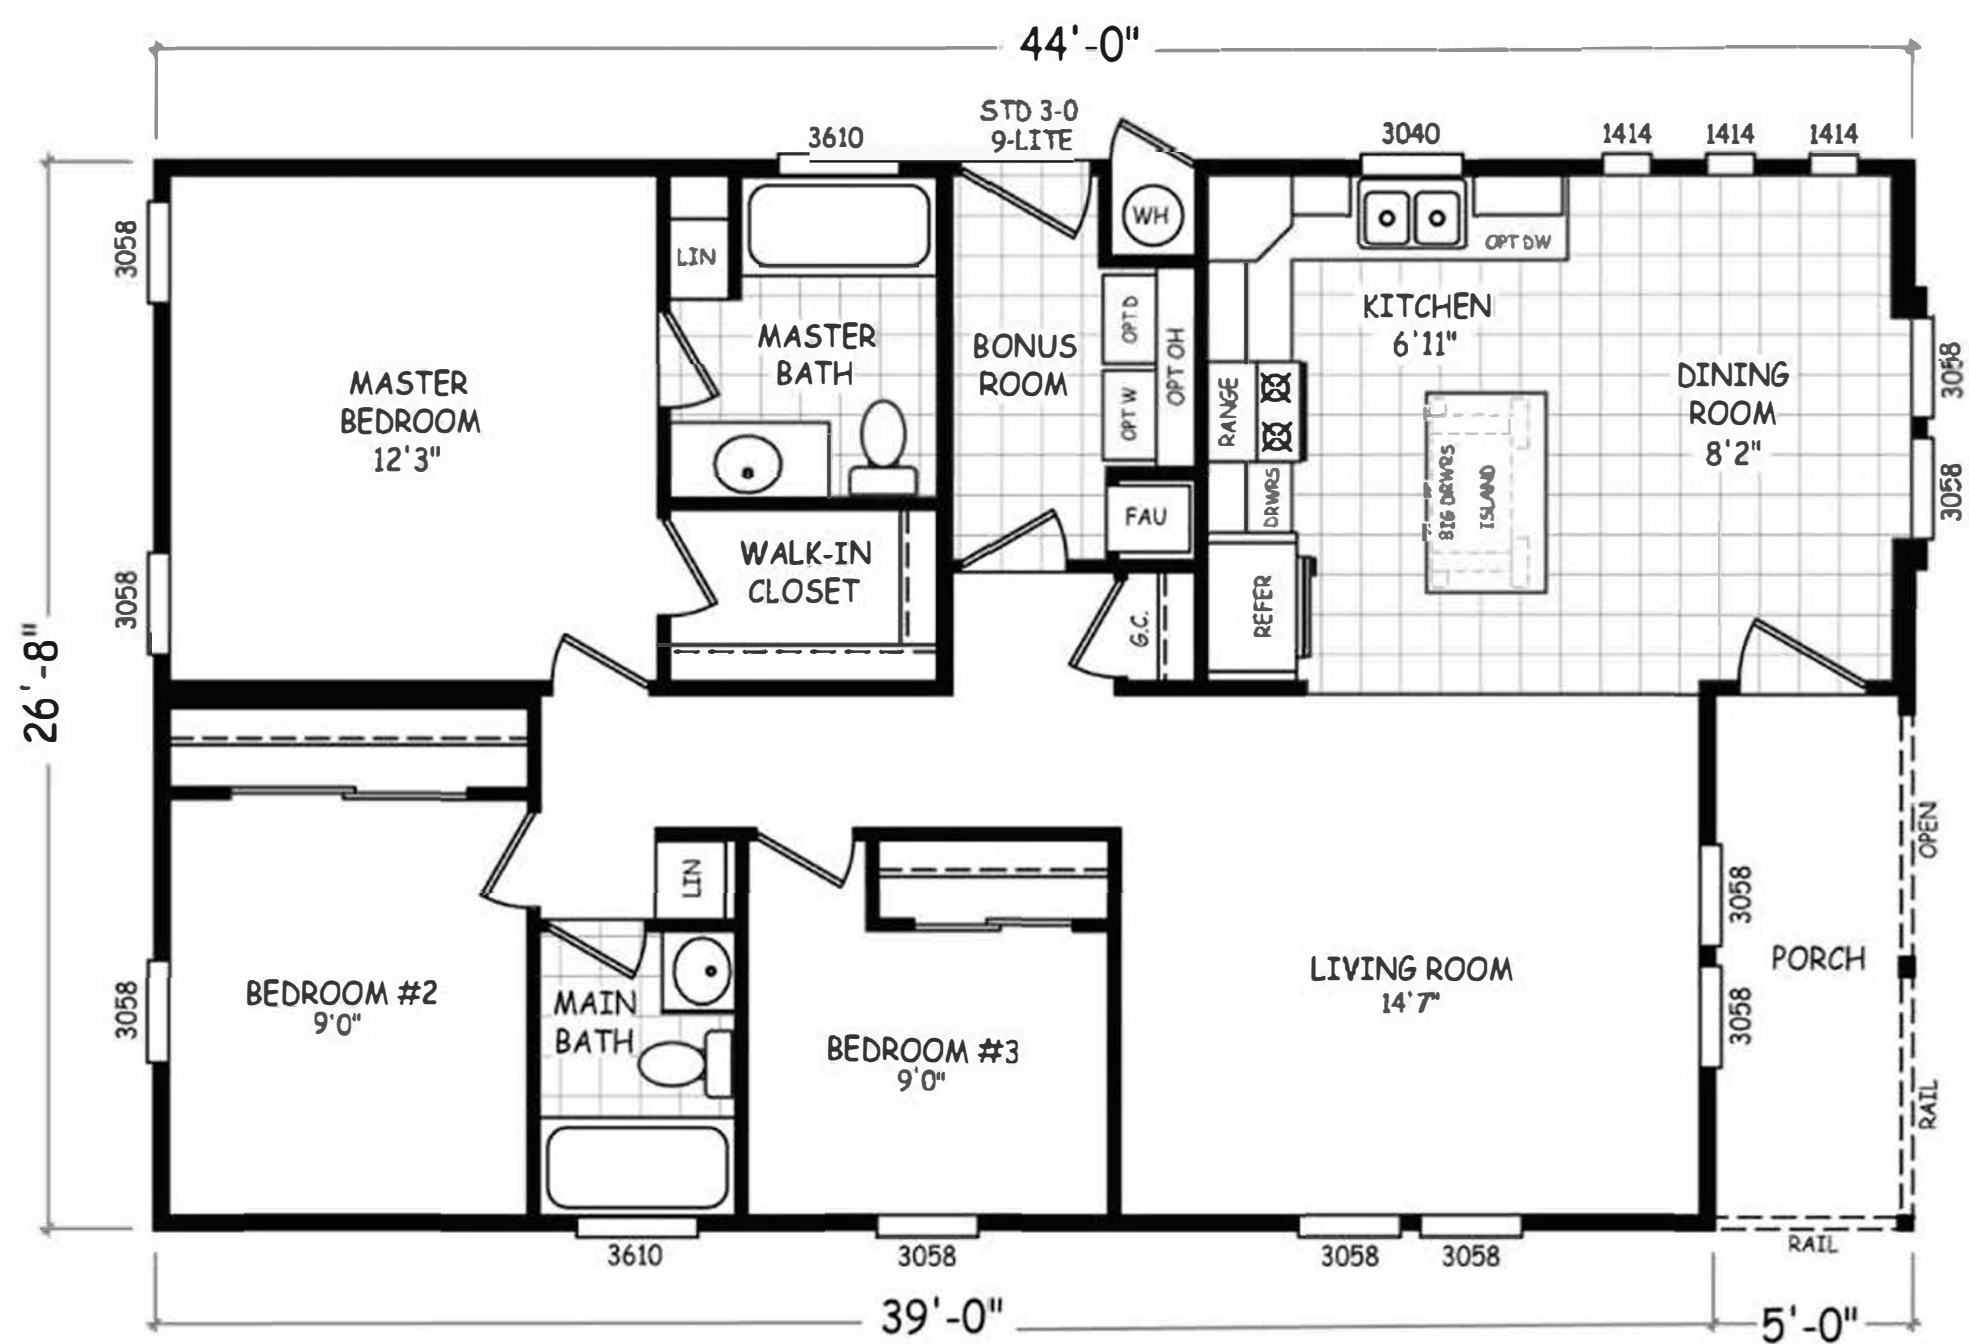 44'-0"
STD 3-0
9-LITE
3610
3040
1414
1414
1414
3058
LIN
WH
OPT DW
KITCHEN
6'11"
MASTER
BATH
BONUS
ROOM
OPT D
OPT OH
OPT W
RANGE
DINING
ROOM
8'2"
3058
3058
MASTER
BEDROOM
12'3"
BIG DRWRS
ISLAND
DRWRS
FAU
WALK-IN
CLOSET
3058
G.C.
REFER
26'-8"
OPEN
LIN
3058
3058
PORCH
LIVING ROOM
14'7"
BEDROOM #2
9'0"
3058
MAIN
BATH
BEDROOM #3
9'0"
RAIL
RAIL
3610
3058
3058
3058
39'-0"
5'-0"